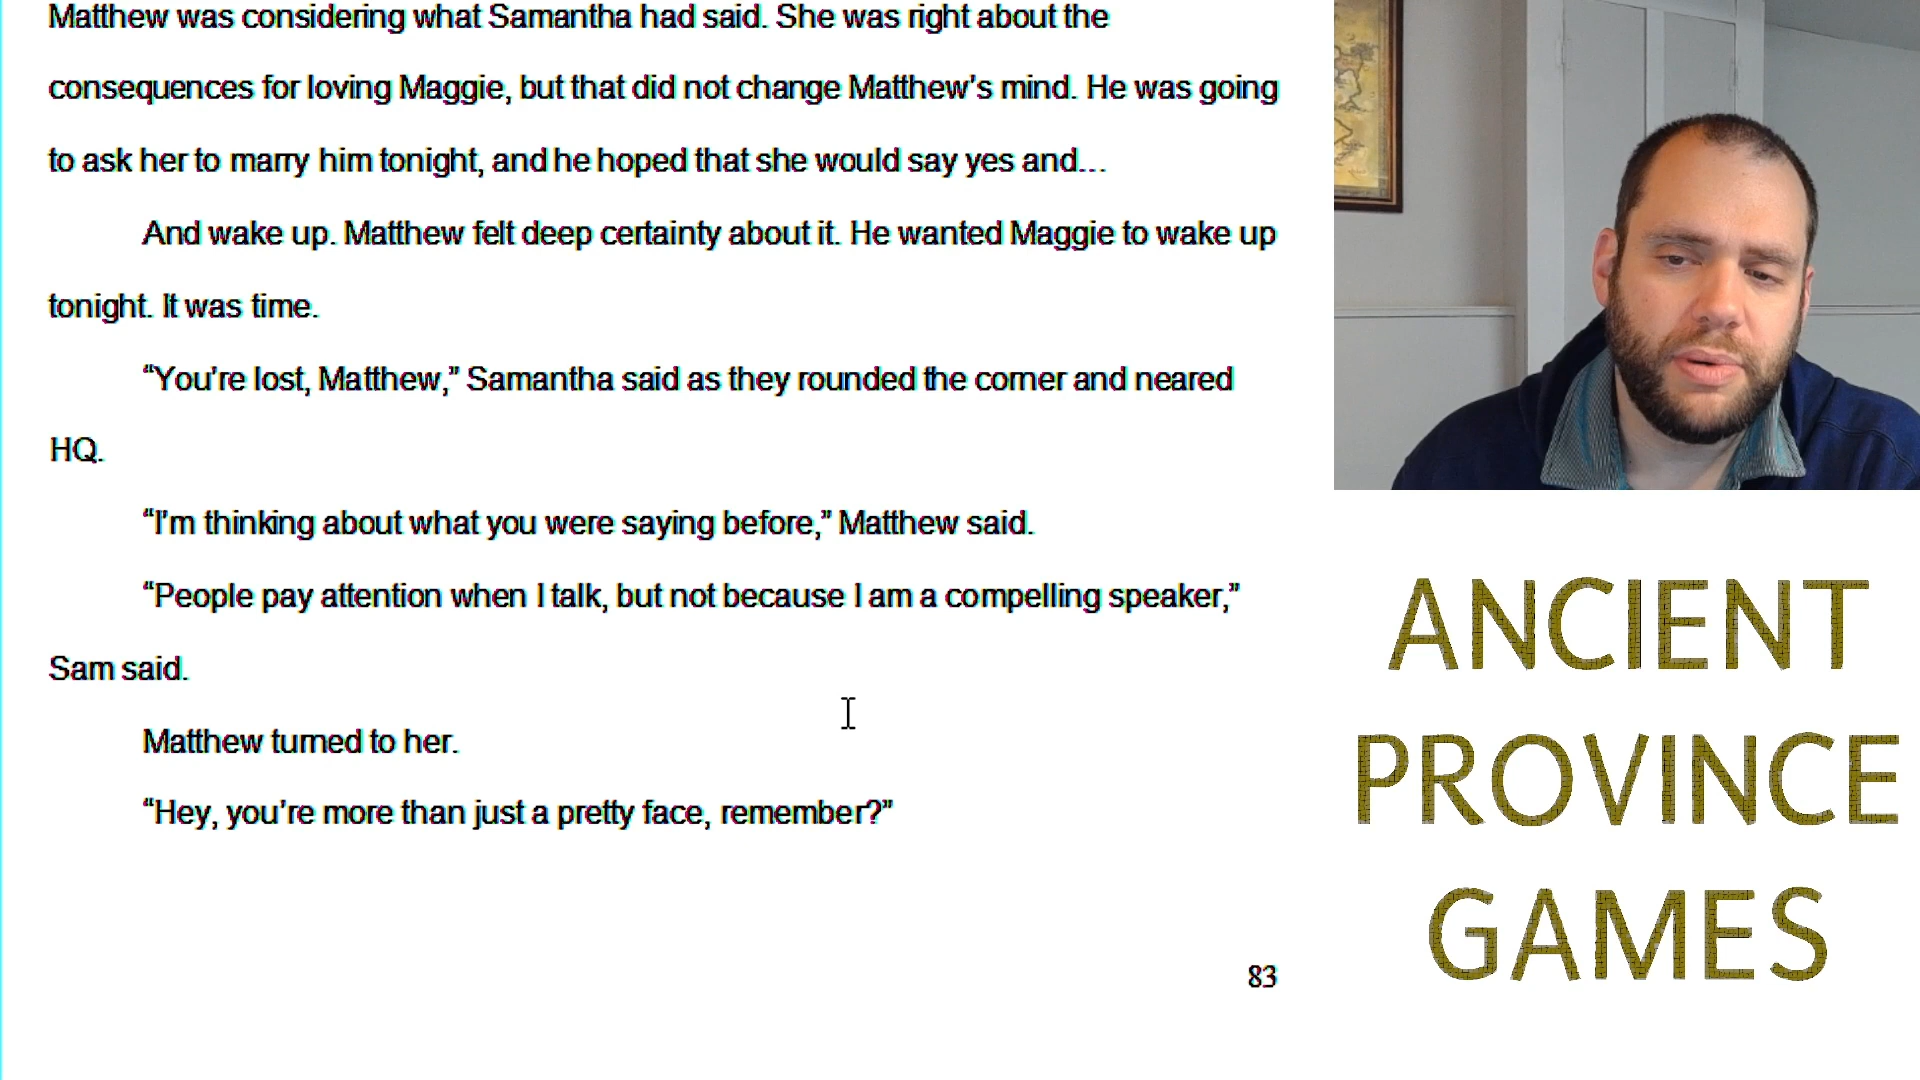 Matthew was considering what Samantha had said. She was right about the
consequences for loving Maggie, but that did not change Matthew's mind. He was going
to ask her to marry him tonight, and he hoped that she would say yes and…
And wake up. Matthew felt deep certainty about it. He wanted Maggie to wake up
tonight. It was time.
“You’re lost, Matthew,” Samantha said as they rounded the corner and neared
HQ.
“I’m thinking about what you were saying before,” Matthew said.
“People pay attention when I talk, but not because I am a compelling speaker,”
Sam said.
Matthew turned to her.
“Hey, you’re more than just a pretty face, remember?”
83
ANCIENT
PROVINCE
GAMES